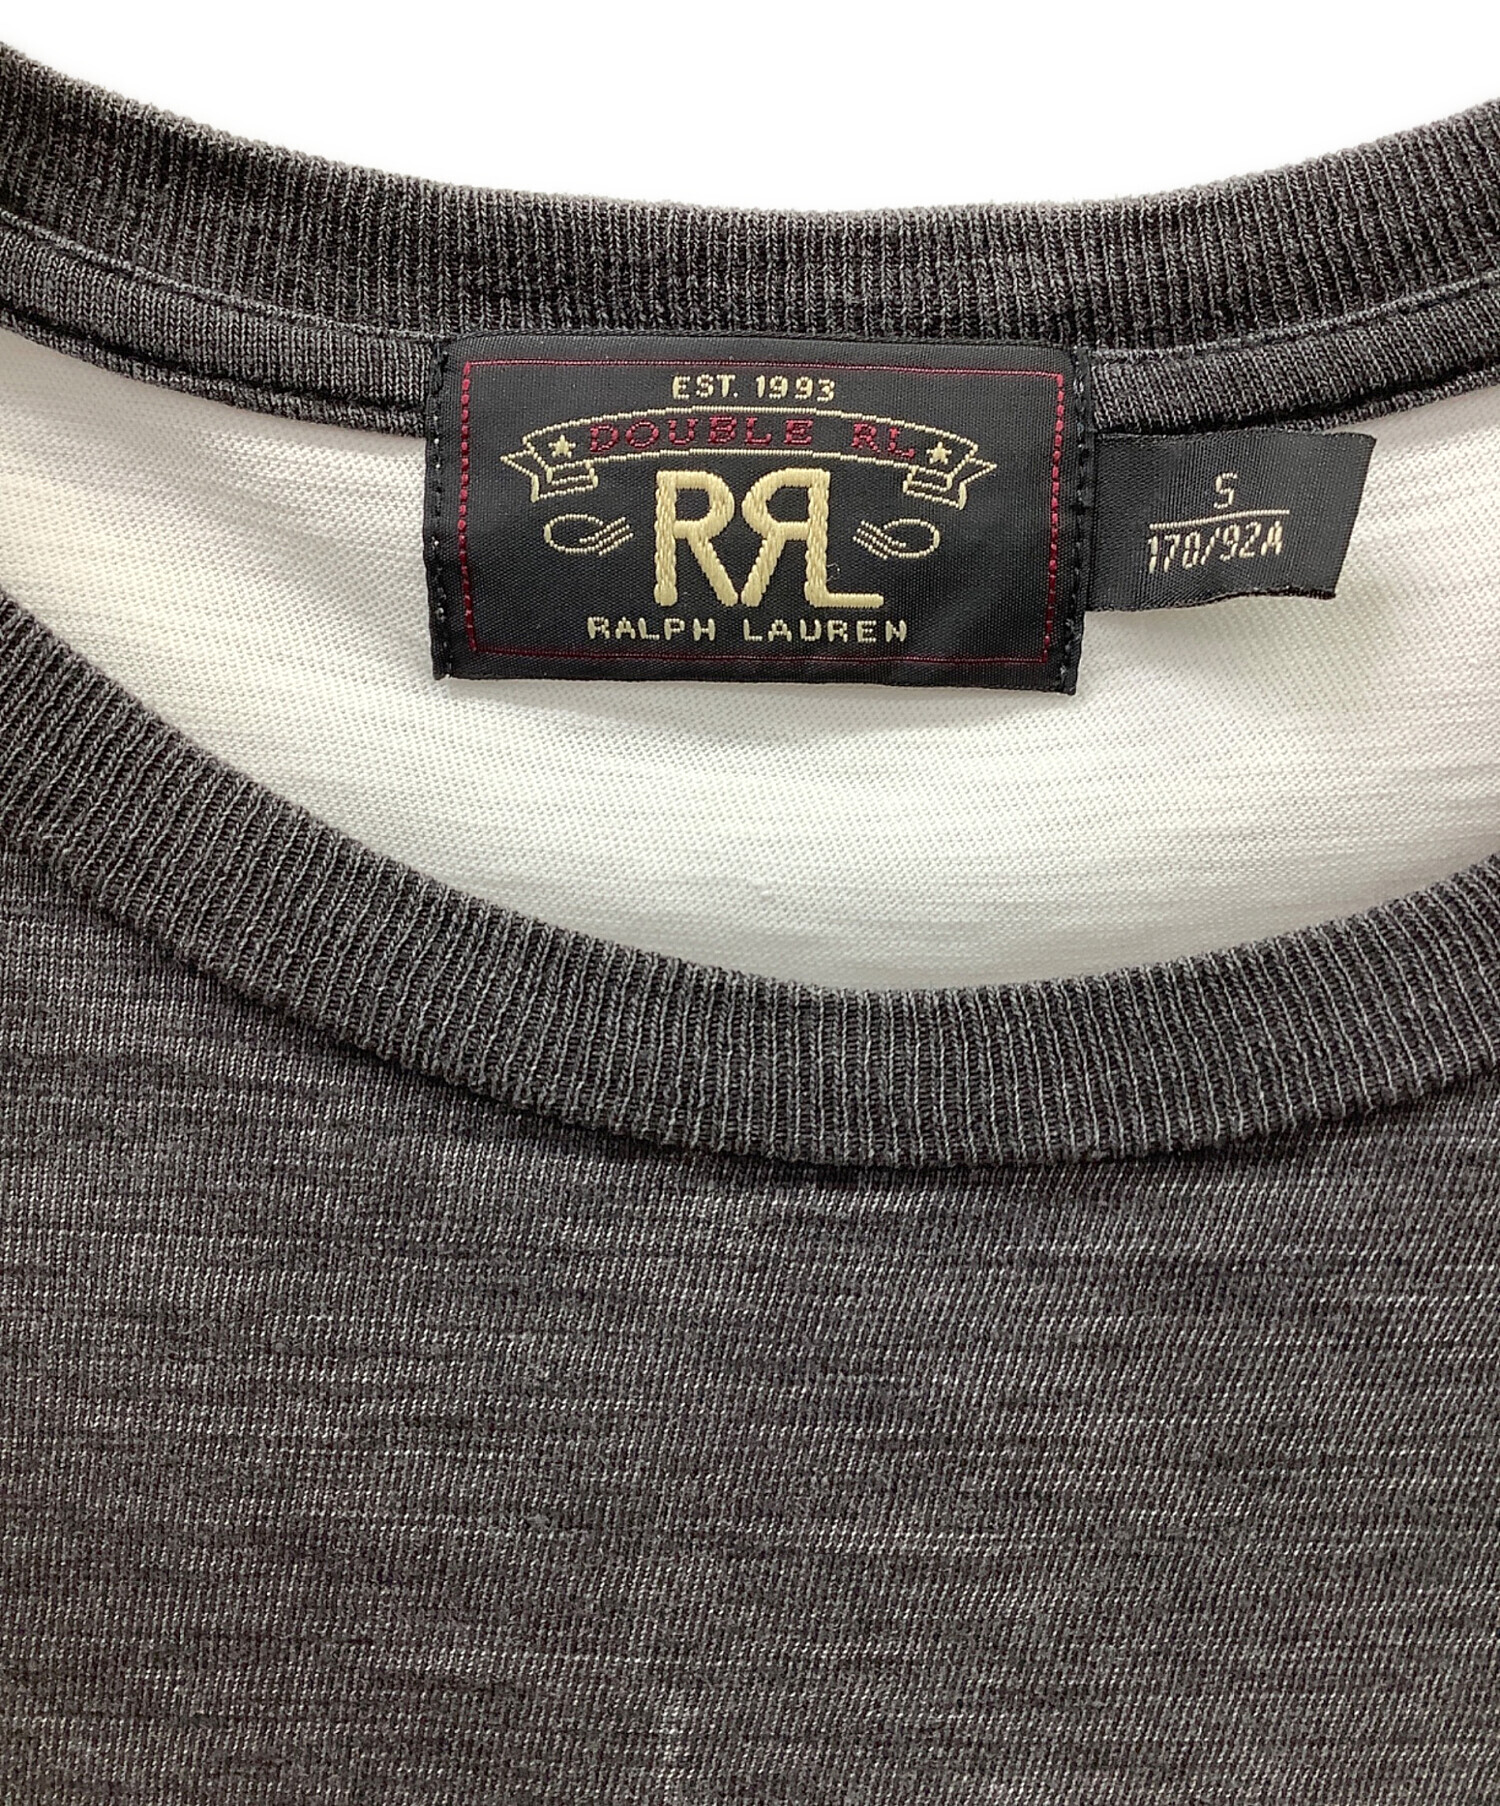 EST. 1993
DOUBLE RL
RRL
RALPH LAUREN
S
170/92A